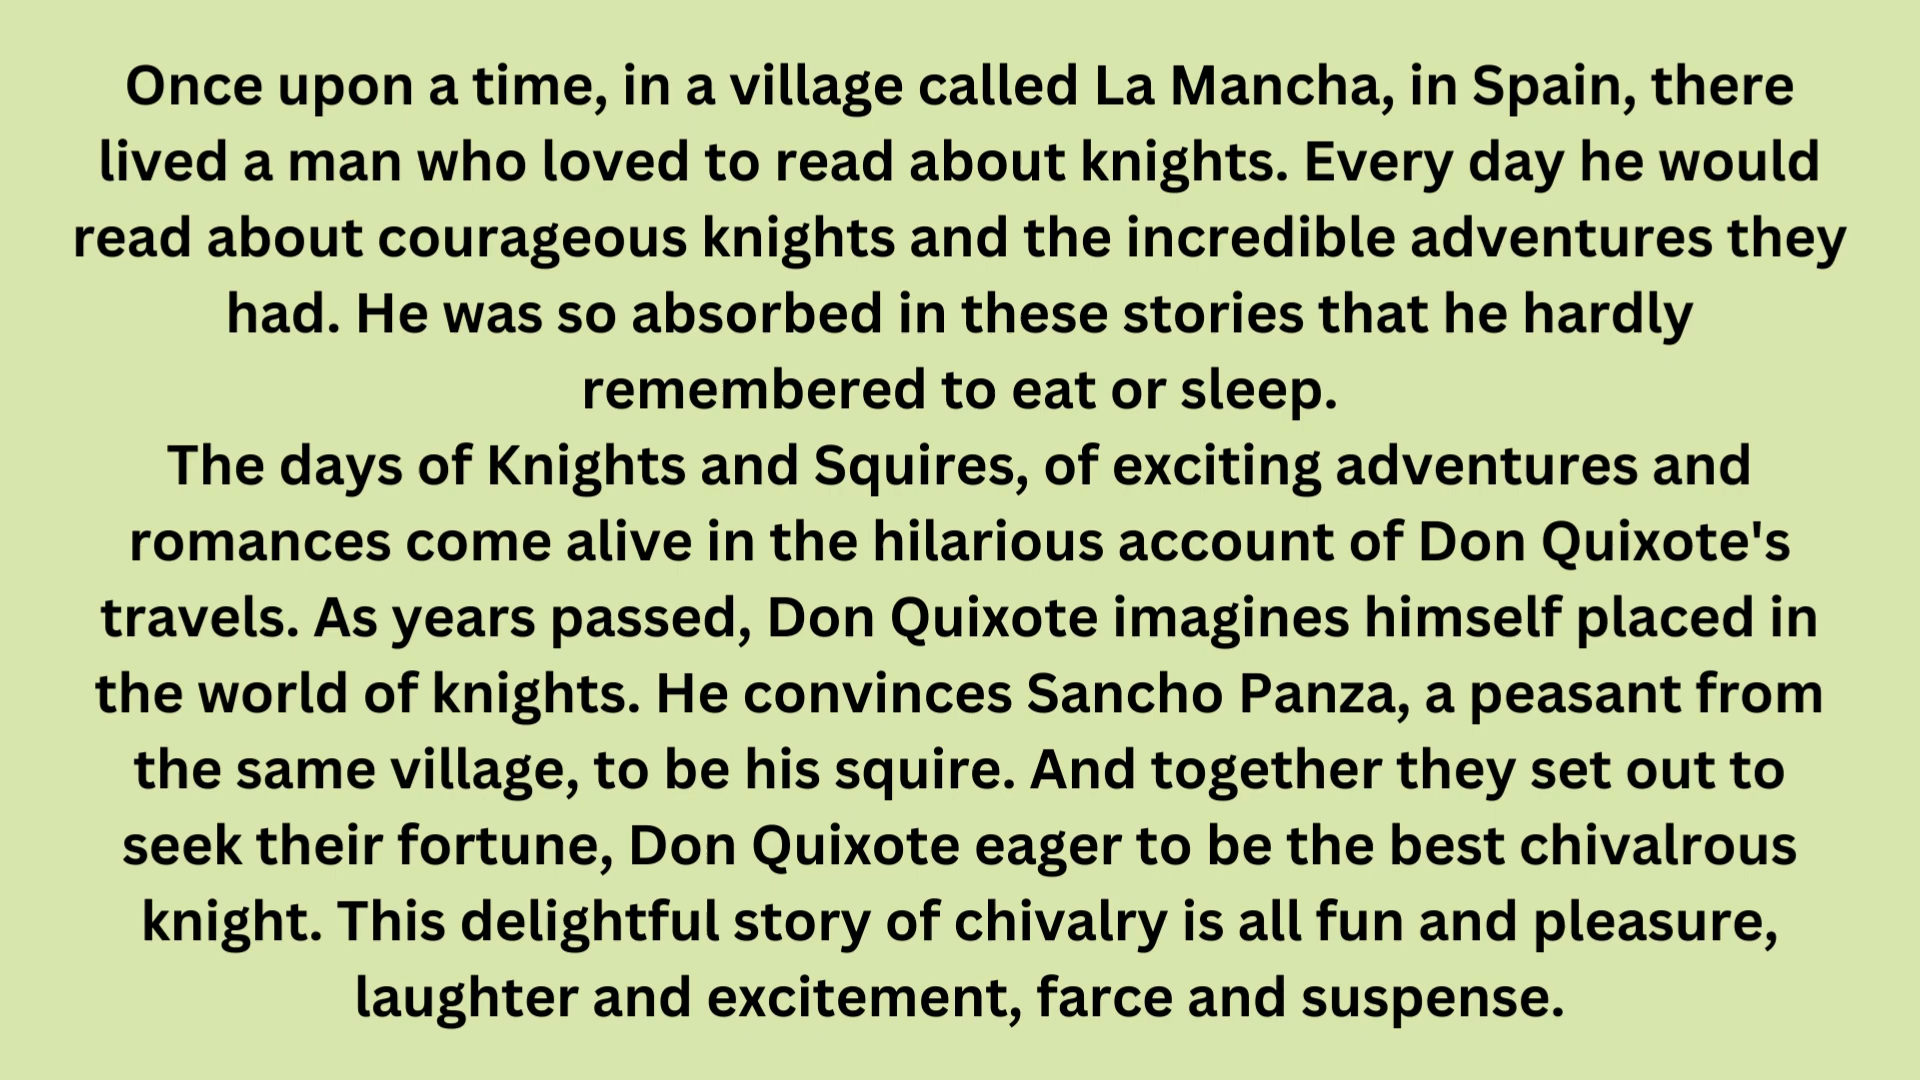 Once upon a time, in a village called La Mancha, in Spain, there
lived a man who loved to read about knights. Every day he would
read about courageous knights and the incredible adventures they
had. He was so absorbed in these stories that he hardly
remembered to eat or sleep.
The days of Knights and Squires, of exciting adventures and
romances come alive in the hilarious account of Don Quixote's
travels. As years passed, Don Quixote imagines himself placed in
the world of knights. He convinces Sancho Panza, a peasant from
the same village, to be his squire. And together they set out to
seek their fortune, Don Quixote eager to be the best chivalrous
knight. This delightful story of chivalry is all fun and pleasure,
laughter and excitement, farce and suspense.